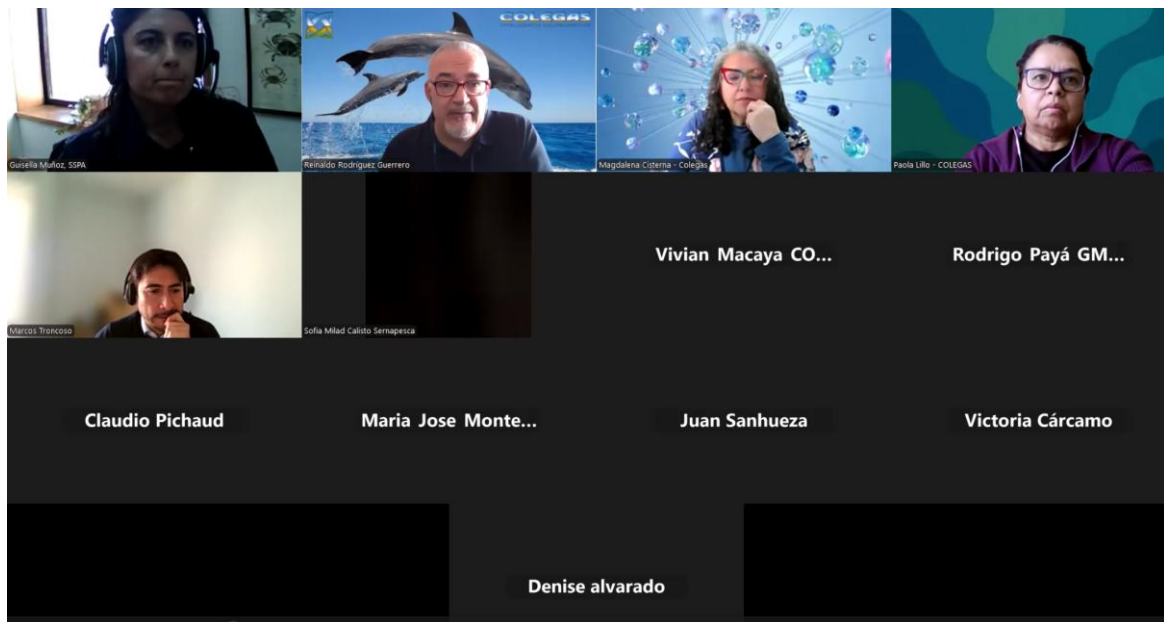 COLEGAS
Guisella Muñoz, SSPA
Reinaldo Rodriguez Guerrero
Magdalena Cisterna - Colegas
Paola Lillo - COLEGAS
Marcos Troncoso
Sofia Milad Calisto Sernapesca
Vivian Macaya CO...
Rodrigo Payá GM...
Claudio Pichaud
Maria Jose Monte...
Juan Sanhueza
Victoria Cárcamo
Denise alvarado